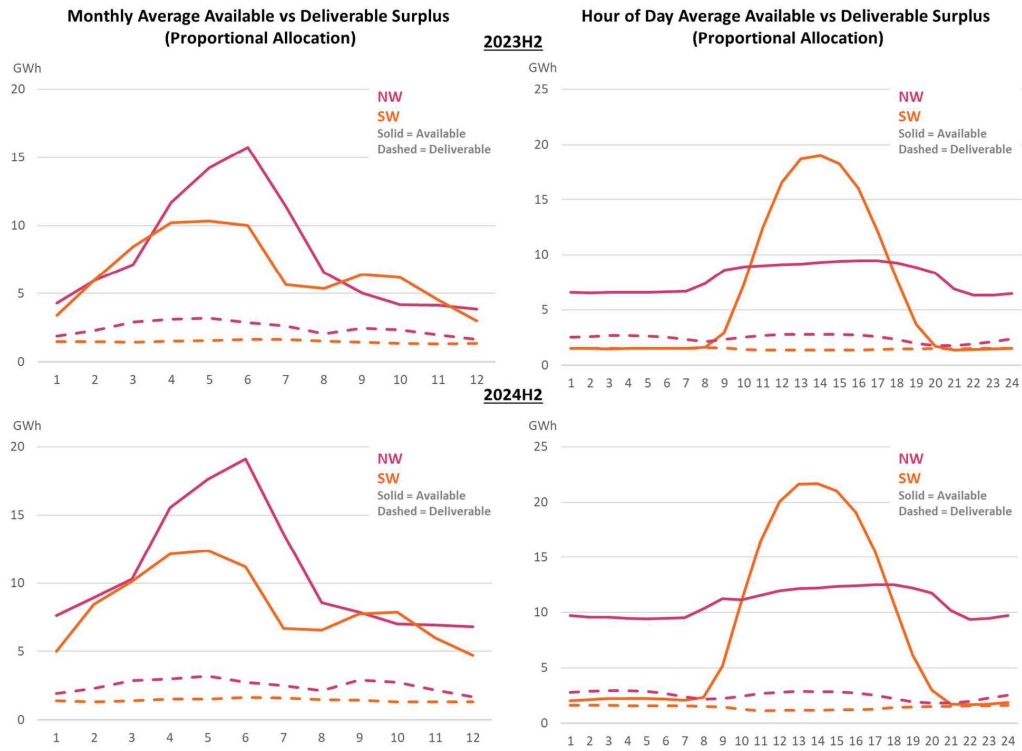 Monthly Average Available vs Deliverable Surplus
(Proportional Allocation)
Hour of Day Average Available vs Deliverable Surplus
(Proportional Allocation)
2023H2
GWh
20
15
10
5
0
NW
SW
Solid = Available
Dashed = Deliverable
1 2 3 4 5 6 7 8 9 10 11 12
GWh
25
20
15
10
5
0
NW
SW
Solid = Available
Dashed = Deliverable
1 2 3 4 5 6 7 8 9 10 11 12 13 14 15 16 17 18 19 20 21 22 23 24
2024H2
GWh
20
15
10
5
0
NW
SW
Solid = Available
Dashed = Deliverable
1 2 3 4 5 6 7 8 9 10 11 12
GWh
25
20
15
10
5
0
NW
SW
Solid = Available
Dashed = Deliverable
1 2 3 4 5 6 7 8 9 10 11 12 13 14 15 16 17 18 19 20 21 22 23 24